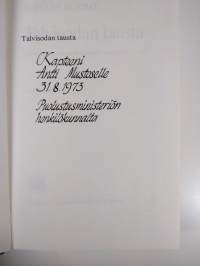 Talvisodan tausta
Kapteeni
Antti Mustoselle
31.8.1973
Puolustusministeriön
henkilökunnalta